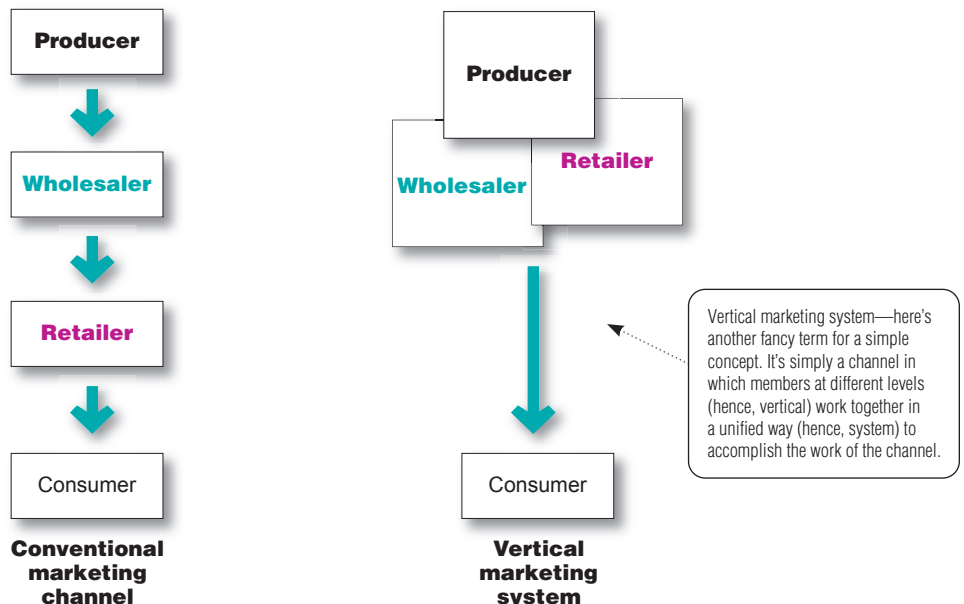 Producer
Wholesaler
Retailer
Consumer
Conventional
marketing
channel
Producer
Retailer
Wholesaler
Consumer
Vertical
marketing
system
Vertical marketing system—here's
another fancy term for a simple
concept. It's simply a channel in
which members at different levels
(hence, vertical) work together in
a unified way (hence, system) to
accomplish the work of the channel.